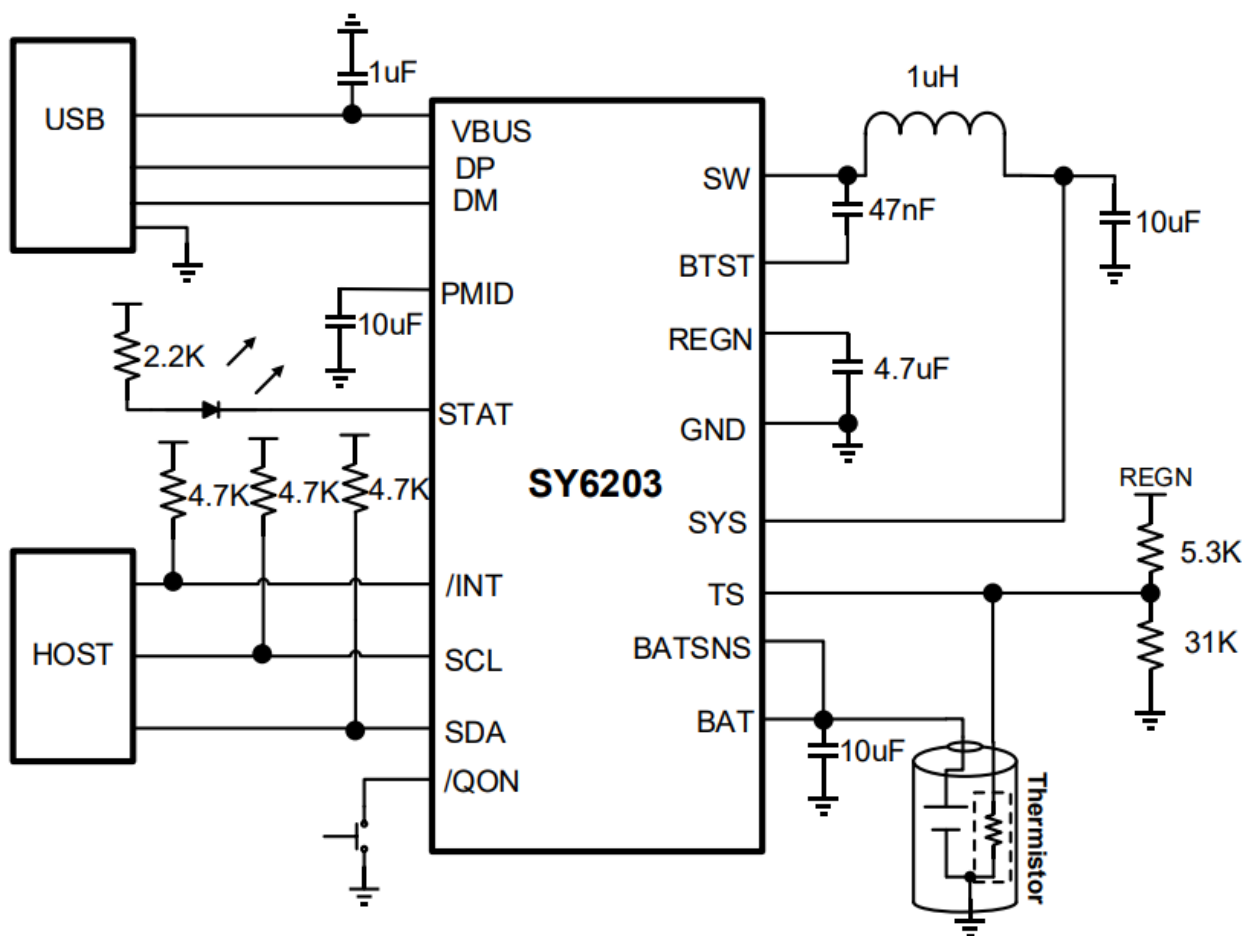 USB
1uF
VBUS
DP
DM
PMID
10uF
2.2K
STAT
4.7K
4.7K
4.7K
HOST
/INT
SCL
SDA
/QON
SY6203
SW
BTST
REGN
GND
SYS
TS
BATSNS
BAT
1uH
47nF
10uF
4.7uF
REGN
5.3K
31K
10uF
Thermistor